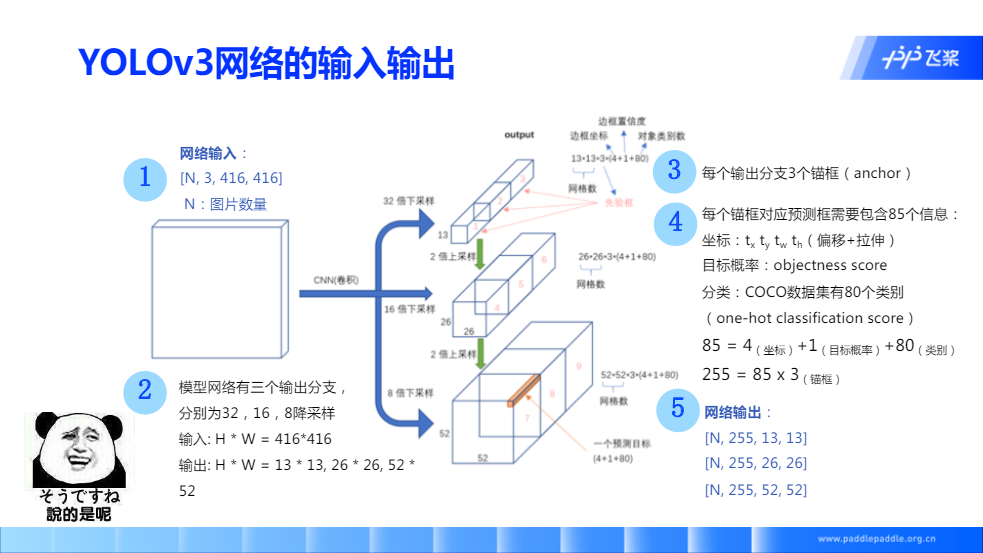 YOLOv3网络的输入输出
飞桨
1
网络输入：
[N, 3, 416, 416]
N：图片数量
output
边框置信度
边框坐标
对象类别数
13*13*3*(4+1+80)
网格数
先验框
32 倍下采样
3
2
1
13
2 倍上采样
CNN(卷积)
16 倍下采样
26*26*3*(4+1+80)
网格数
6
5
4
26
26
2 倍上采样
8 倍下采样
52*52*3*(4+1+80)
网格数
9
8
7
52
52
一个预测目标
(4+1+80)
2
模型网络有三个输出分支，
分别为32，16，8降采样
输入: H * W = 416*416
输出: H * W = 13 * 13, 26 * 26, 52 *
52
3
每个输出分支3个锚框（anchor）
4
每个锚框对应预测框需要包含85个信息：
坐标：tx ty tw th（偏移+拉伸）
目标概率：objectness score
分类：COCO数据集有80个类别
（one-hot classification score）
85 = 4（坐标）+1（目标概率）+80（类别）
255 = 85 x 3（锚框）
5
网络输出：
[N, 255, 13, 13]
[N, 255, 26, 26]
[N, 255, 52, 52]
そうですね
說的是呢
www.paddlepaddle.org.cn